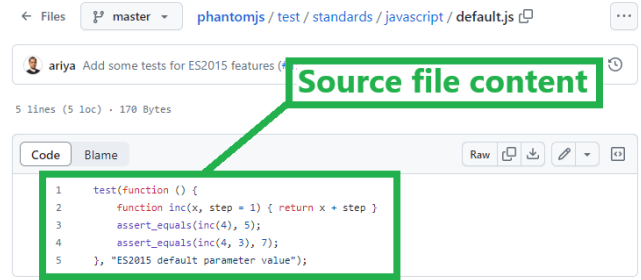 Files master phantomjs / test / standards / javascript / default.js ...
ariya Add some tests for ES2015 features
Source file content
5 lines (5 loc) · 170 Bytes
Code Blame Raw
1 test(function () {
2 function inc(x, step = 1) { return x + step }
3 assert_equals(inc(4), 5);
4 assert_equals(inc(4, 3), 7);
5 }, "ES2015 default parameter value");